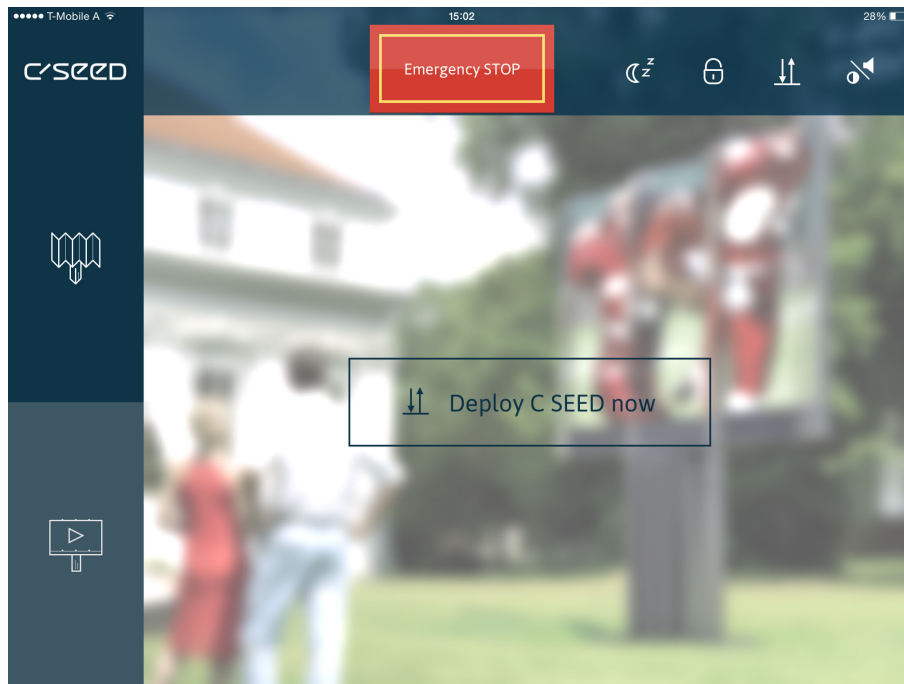 T-Mobile A
15:02
28%
C SEED
Emergency STOP
z z
Deploy C SEED now